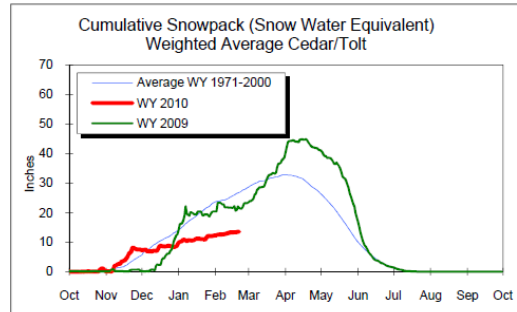 Cumulative Snowpack (Snow Water Equivalent)
Weighted Average Cedar/Tolt
70
60
50
40
30
20
10
0
Inches
Average WY 1971-2000
WY 2010
WY 2009
Oct Nov Dec Jan Feb Mar Apr May Jun Jul Aug Sep Oct